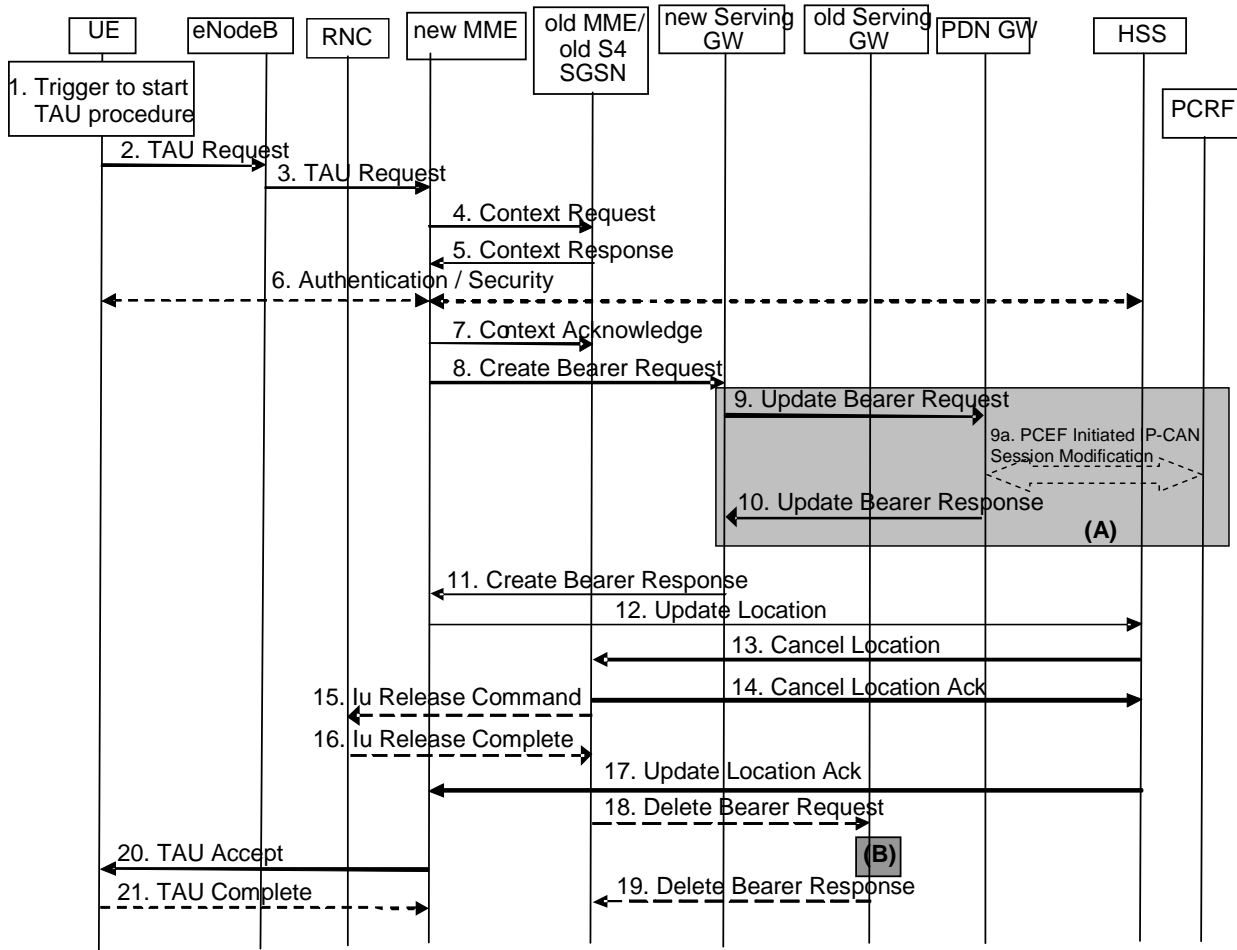 UE
eNodeB
RNC
new MME
old MME/
old S4
SGSN
new Serving
GW
old Serving
GW
PDN GW
HSS
PCRF
1. Trigger to start
TAU procedure
2. TAU Request
3. TAU Request
4. Context Request
5. Context Response
6. Authentication / Security
7. Context Acknowledge
8. Create Bearer Request
9. Update Bearer Request
9a. PCEF Initiated IP-CAN
Session Modification
10. Update Bearer Response
(A)
11. Create Bearer Response
12. Update Location
13. Cancel Location
14. Cancel Location Ack
15. Iu Release Command
16. Iu Release Complete
17. Update Location Ack
18. Delete Bearer Request
(B)
19. Delete Bearer Response
20. TAU Accept
21. TAU Complete